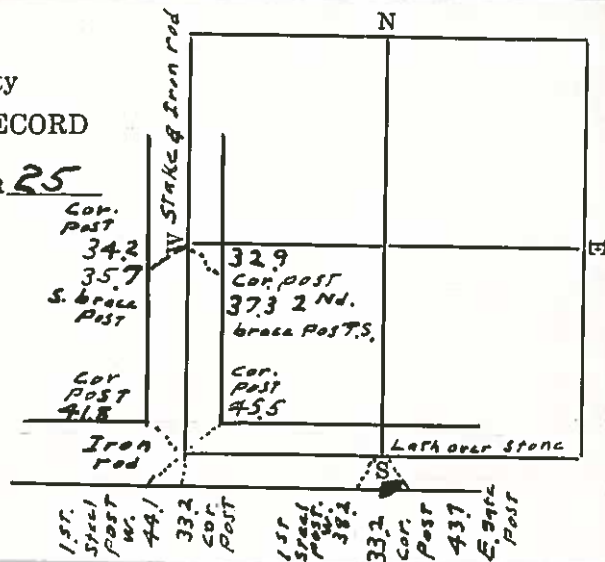 N
ty
ECORD
25
Stake & Iron rod
Cor.
Post
34.2
35.7
S. brace
Post
W
32.9
Cor. post
37.3 2 Nd.
brace Post.S.
E
Cor
Post
41.8
Cor.
Post
45.5
Iron
rod
Lath over Stone
S
1st.
Steel
Post
W.
44.1
33.2
Cor.
Post
1st
Steel
Post.
W.
38.2
33.2
Cor.
Post
43.7
E. gate
Post